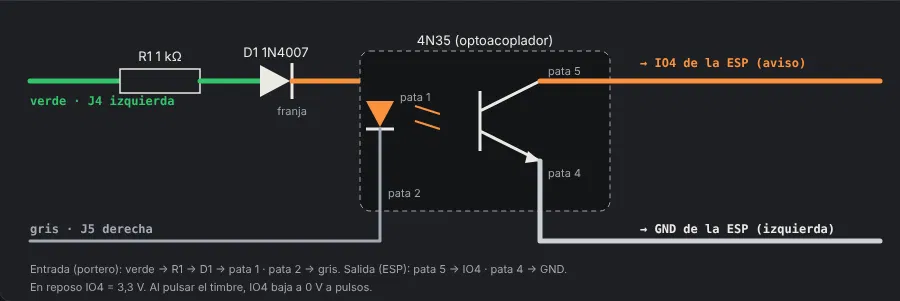 4N35 (optoacoplador)
R1 1 kΩ
D1 1N4007
pata 5
→ IO4 de la ESP (aviso)
verde · J4 izquierda
franja
pata 1
pata 4
pata 2
gris · J5 derecha
→ GND de la ESP (izquierda)
Entrada (portero): verde → R1 → D1 → pata 1 · pata 2 → gris. Salida (ESP): pata 5 → IO4 · pata 4 → GND.
En reposo IO4 = 3,3 V. Al pulsar el timbre, IO4 baja a 0 V a pulsos.